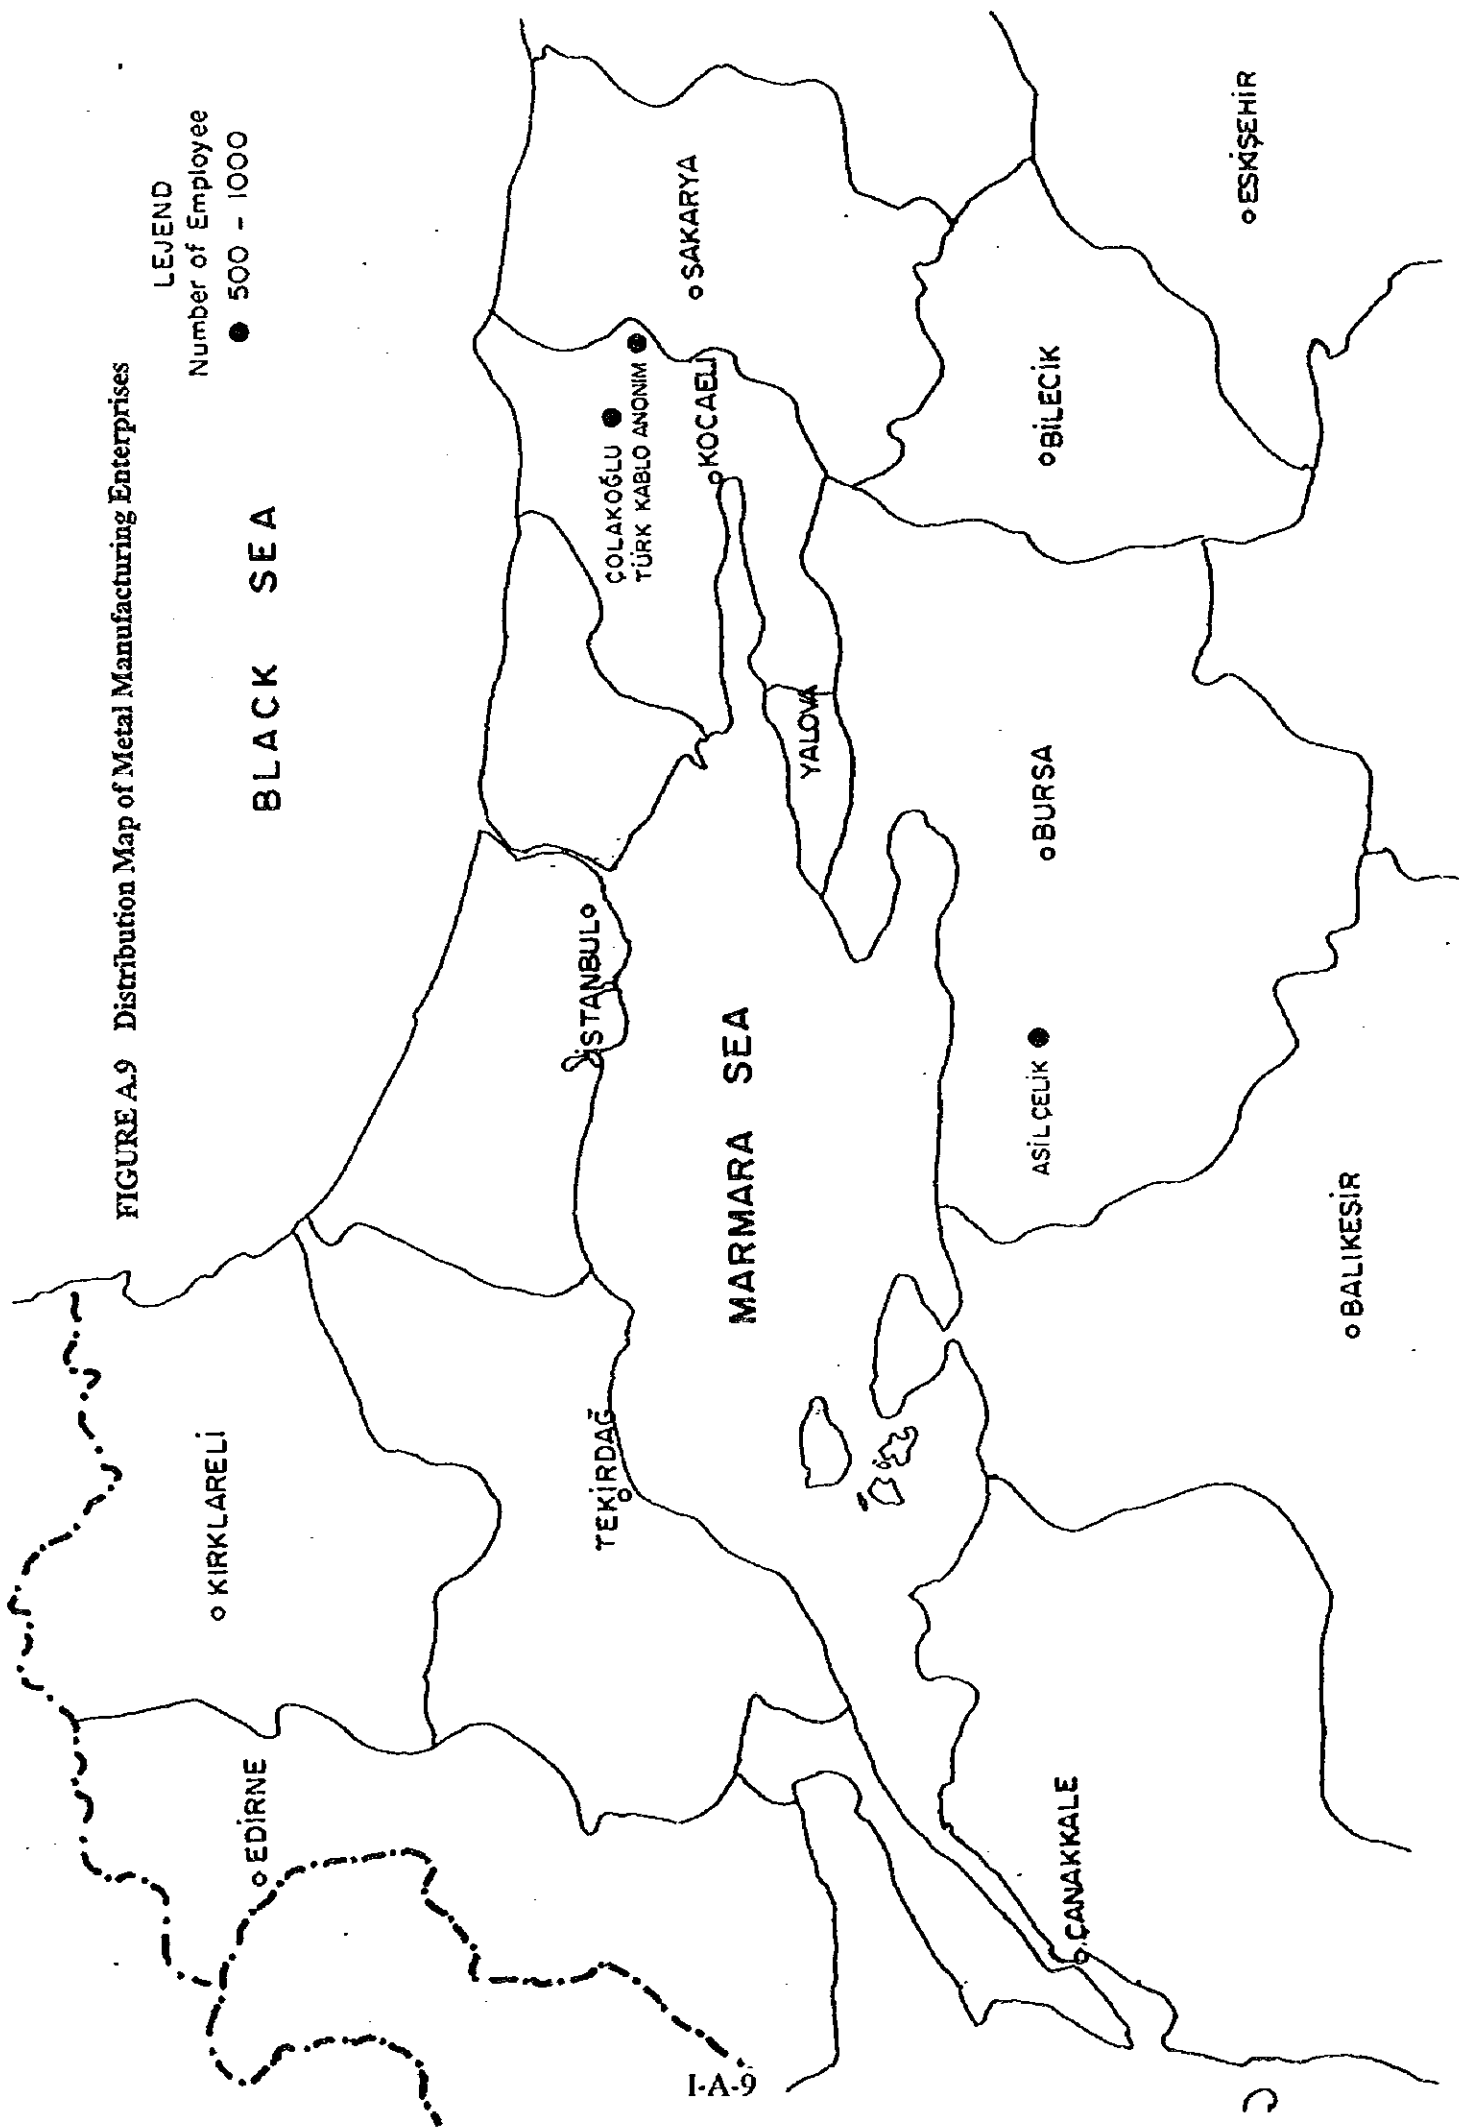 FIGURE A.9 Distribution Map of Metal Manufacturing Enterprises
LEJEND
Number of Employee
● 500 - 1000
BLACK SEA
KIRKLARELİ
EDİRNE
İSTANBUL
TEKİRDAĞ
ÇOLAKOĞLU
TÜRK KABLO ANONIM
SAKARYA
KOCAELİ
MARMARA SEA
YALOVA
ASİLÇELİK
BURSA
BİLECİK
ÇANAKKALE
ESKİŞEHİR
BALIKESİR
I-A-9